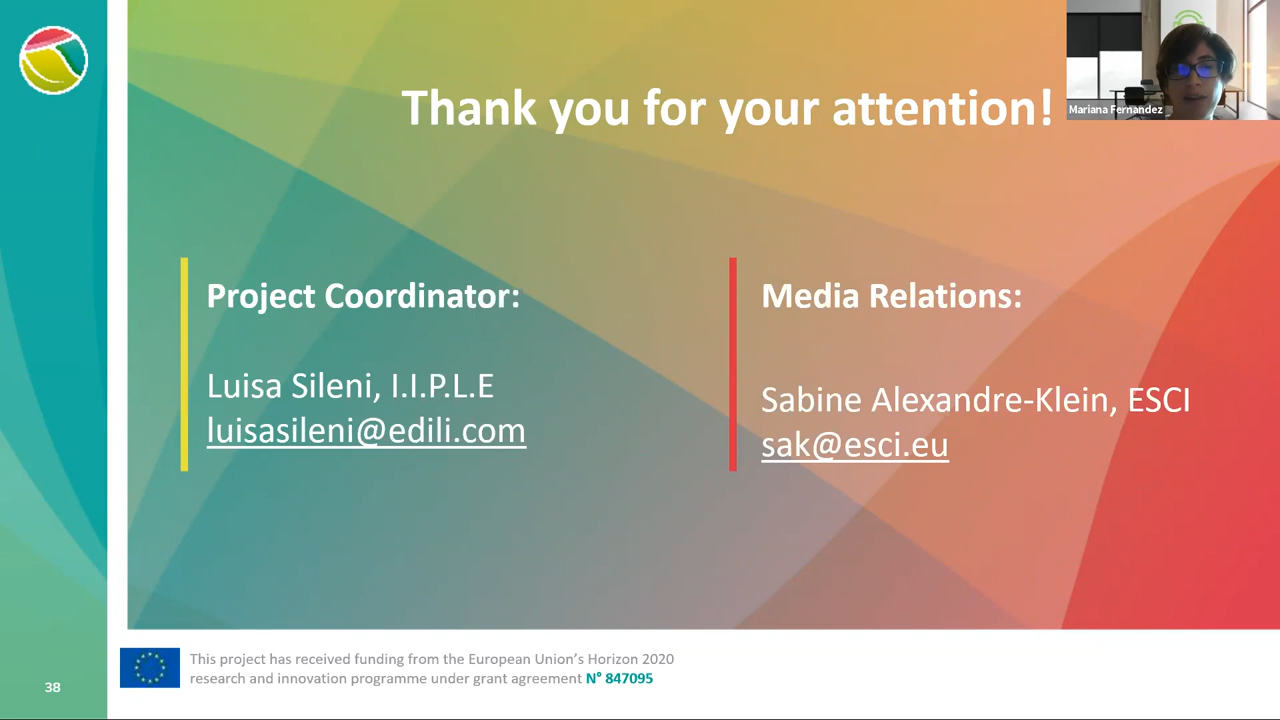 Thank you for your attention!
Mariana Fernandez
Project Coordinator:
Luisa Sileni, I.I.P.L.E
luisasileni@edili.com
Media Relations:
Sabine Alexandre-Klein, ESCI
sak@esci.eu
This project has received funding from the European Union's Horizon 2020
research and innovation programme under grant agreement N° 847095
38